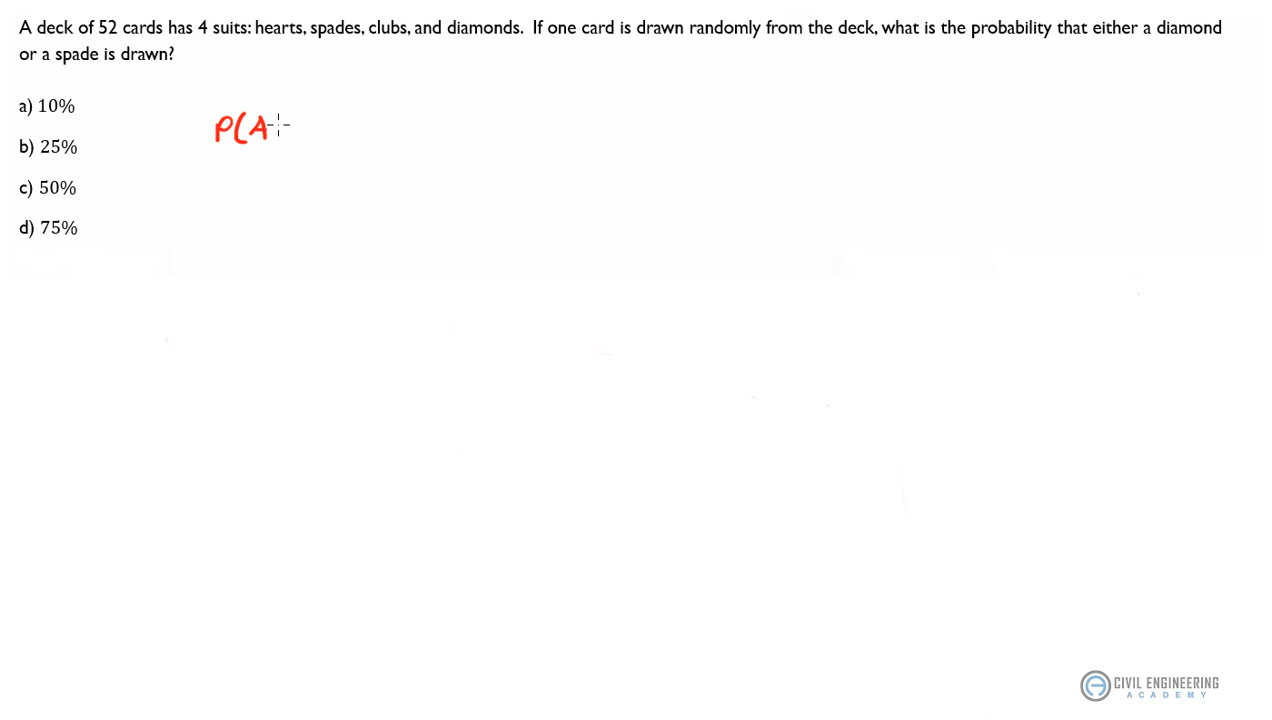 A deck of 52 cards has 4 suits: hearts, spades, clubs, and diamonds. If one card is drawn randomly from the deck, what is the probability that either a diamond
or a spade is drawn?
a) 10%
P(A
b) 25%
c) 50%
d) 75%
CIVIL ENGINEERING
ACADEMY